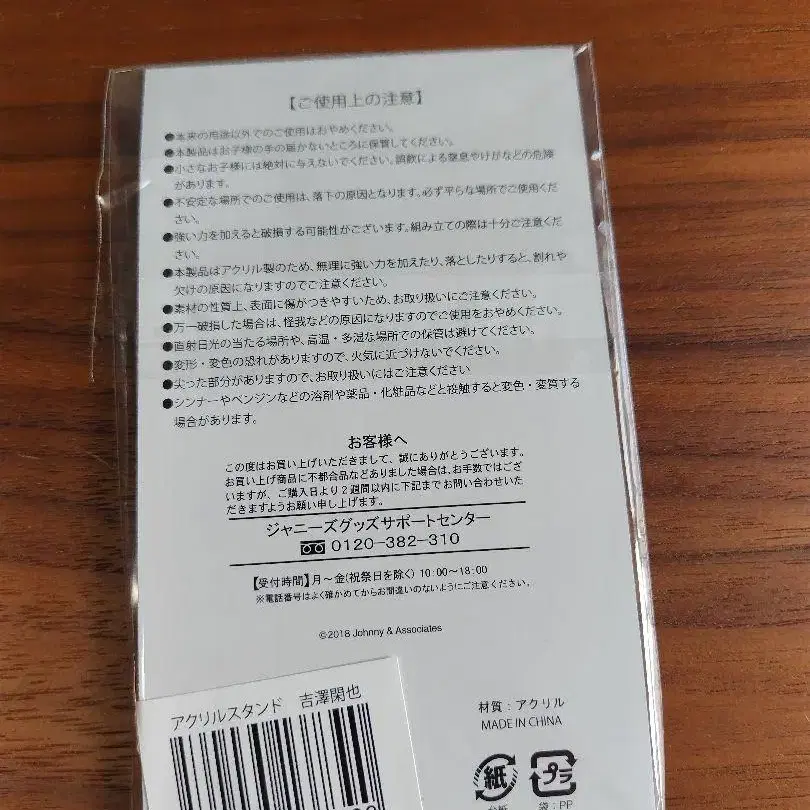 【ご使用上の注意】
●本来の用途以外でのご使用はおやめください。
●本製品はお子様の手の届かないところに保管してください。
●小さなお子様には絶対に与えないでください。誤飲による窒息やけがなどの危険
があります。
●不安定な場所でのご使用は、落下の原因となります。必ず平らな場所でご使用くだ
さい。
●強い力を加えると破損する可能性がございます。組み立ての際は十分ご注意くだ
さい。
●本製品はアクリル製のため、無理に強い力を加えたり、落としたりすると、割れや
欠けの原因になりますのでご注意ください。
●素材の性質上、表面に傷がつきやすいため、お取り扱いにご注意ください。
●万一破損した場合は、怪我などの原因になりますのでご使用をおやめください。
●直射日光の当たる場所や、高温・多湿な場所での保管は避けてください。
●変形・変色の恐れがありますので、火気に近づけないでください。
●尖った部分がありますので、お取り扱いにはご注意ください
●シンナーやベンジンなどの溶剤や薬品・化粧品などと接触すると変色・変質する
場合があります。
お客様へ
この度はお買い上げいただきまして、誠にありがとうございます。
お買い上げ商品に不都合品などありました場合は、お手数ではござ
いますが、ご購入日より2週間以内に下記までお問い合わせいた
だきますようお願い申し上げます。
ジャニーズグッズサポートセンター
0120-382-310
【受付時間】月～金(祝祭日を除く) 10:00～18:00
※電話番号はよく確かめてからお間違いのないようにご注意ください。
©2018 Johnny & Associates
アクリルスタンド 吉澤閑也
材質：アクリル
MADE IN CHINA
紙
プラ
袋：PP